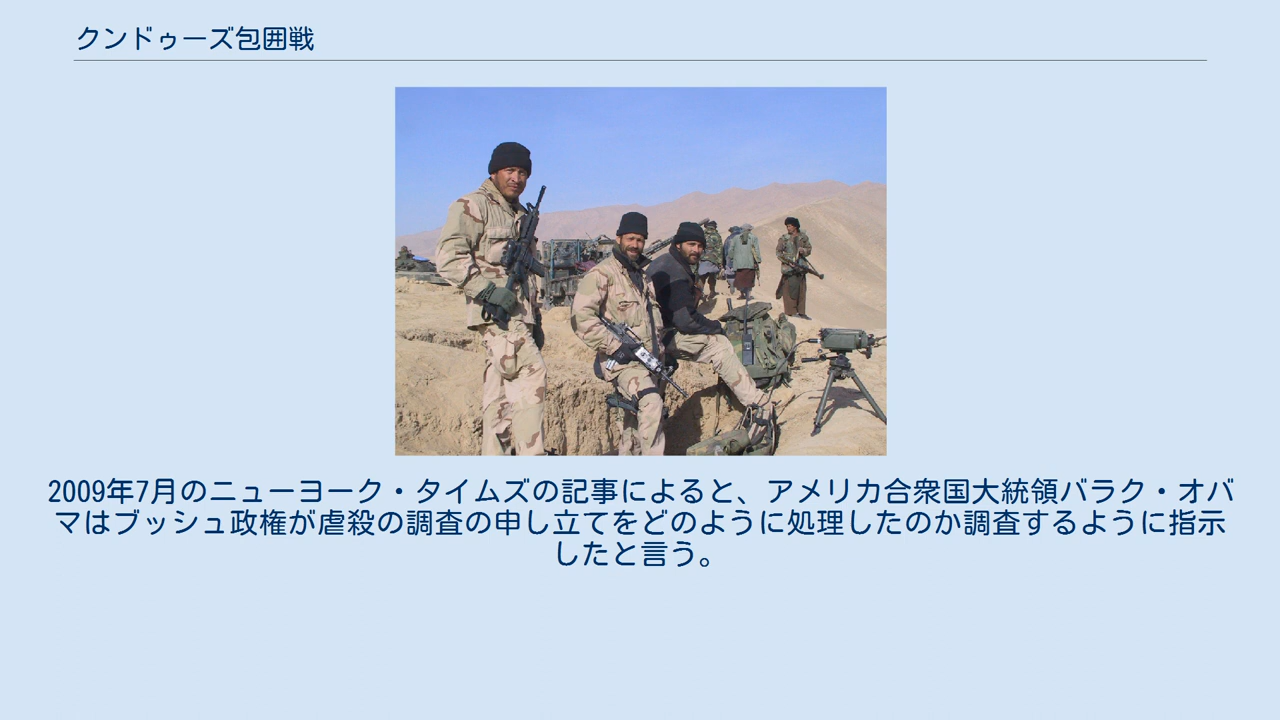 クンドゥーズ包囲戦
2009年7月のニューヨーク・タイムズの記事によると、アメリカ合衆国大統領バラク・オバ
マはブッシュ政権が虐殺の調査の申し立てをどのように処理したのか調査するように指示
したと言う。